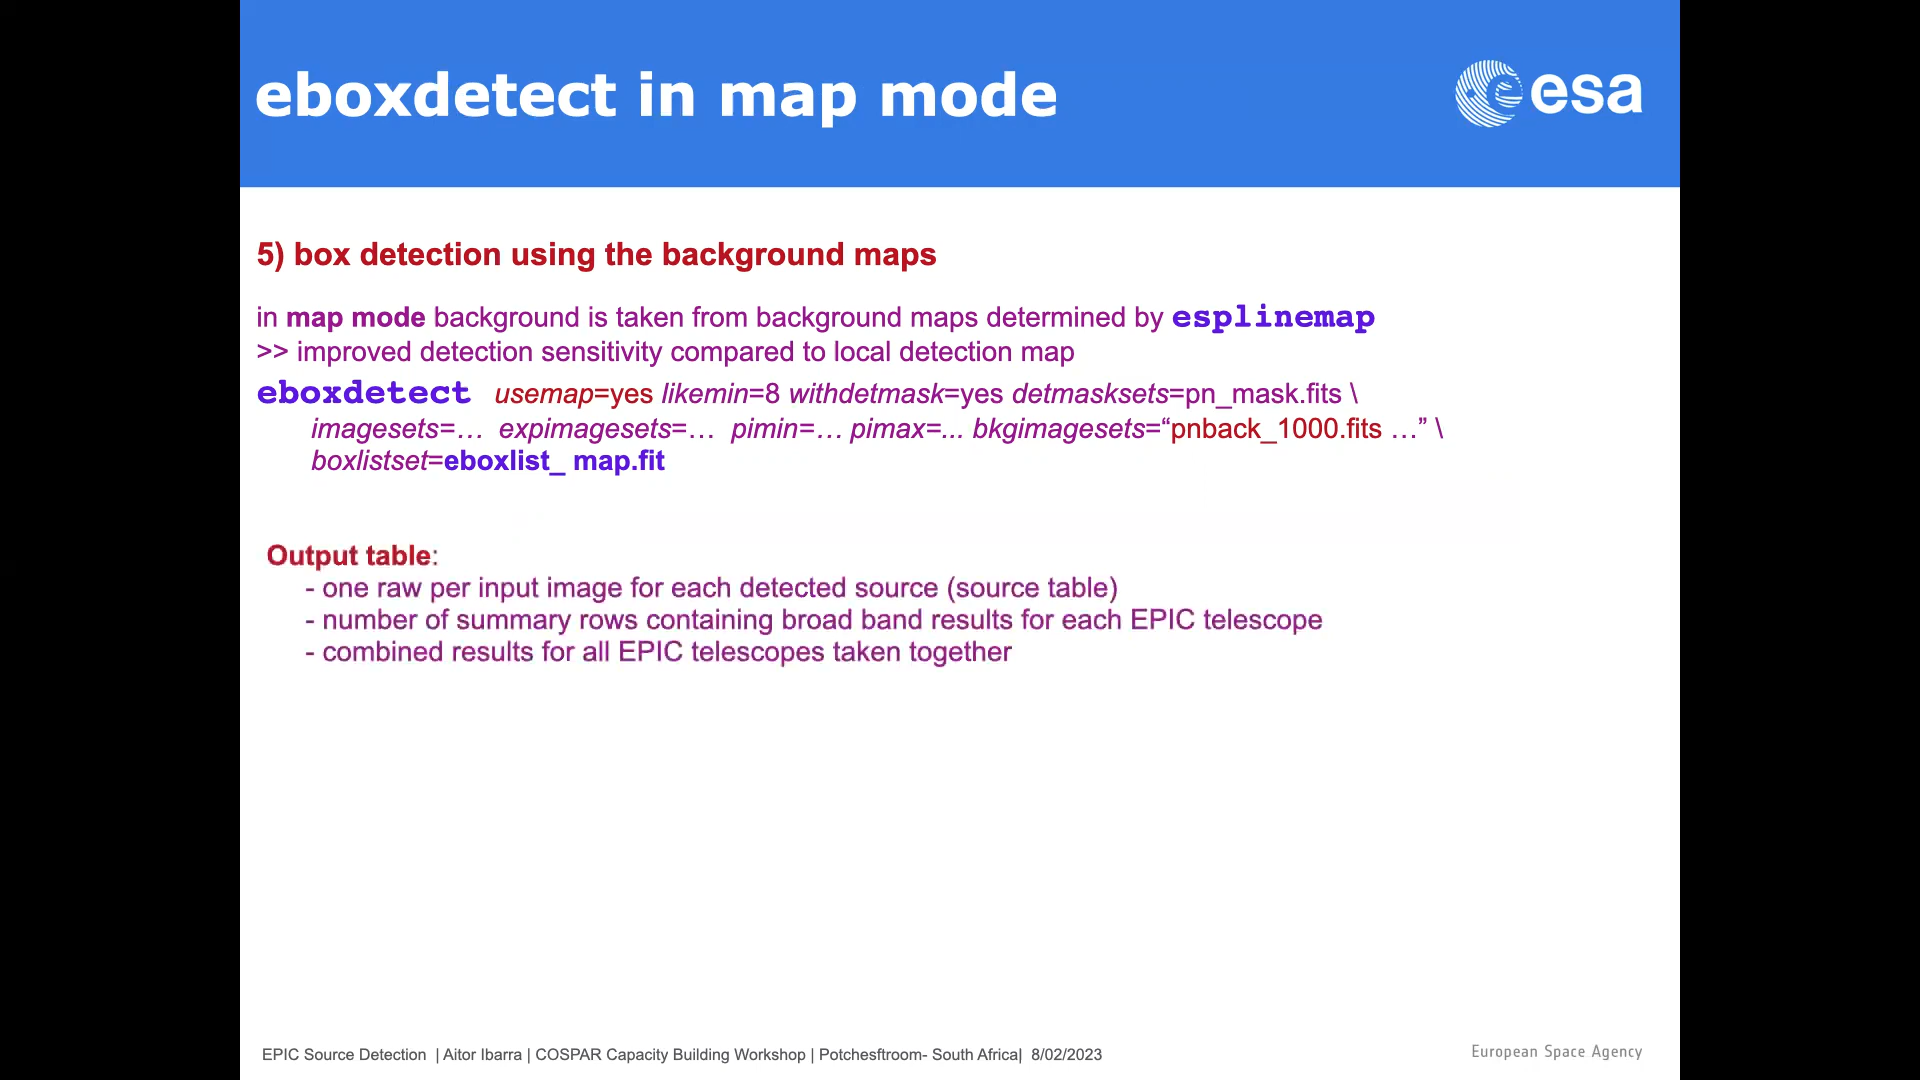 eboxdetect in map mode
esa
5) box detection using the background maps
in map mode background is taken from background maps determined by esplinemap
>> improved detection sensitivity compared to local detection map
eboxdetect usemap=yes likemin=8 withdetmask=yes detmasksets=pn_mask.fits \
imagesets=… expimagesets=… pimin=… pimax=... bkgimagesets=“pnback_1000.fits …” \
boxlistset=eboxlist_ map.fit
Output table:
- one raw per input image for each detected source (source table)
- number of summary rows containing broad band results for each EPIC telescope
- combined results for all EPIC telescopes taken together
EPIC Source Detection | Aitor Ibarra | COSPAR Capacity Building Workshop | Potchesftroom- South Africa| 8/02/2023
European Space Agency